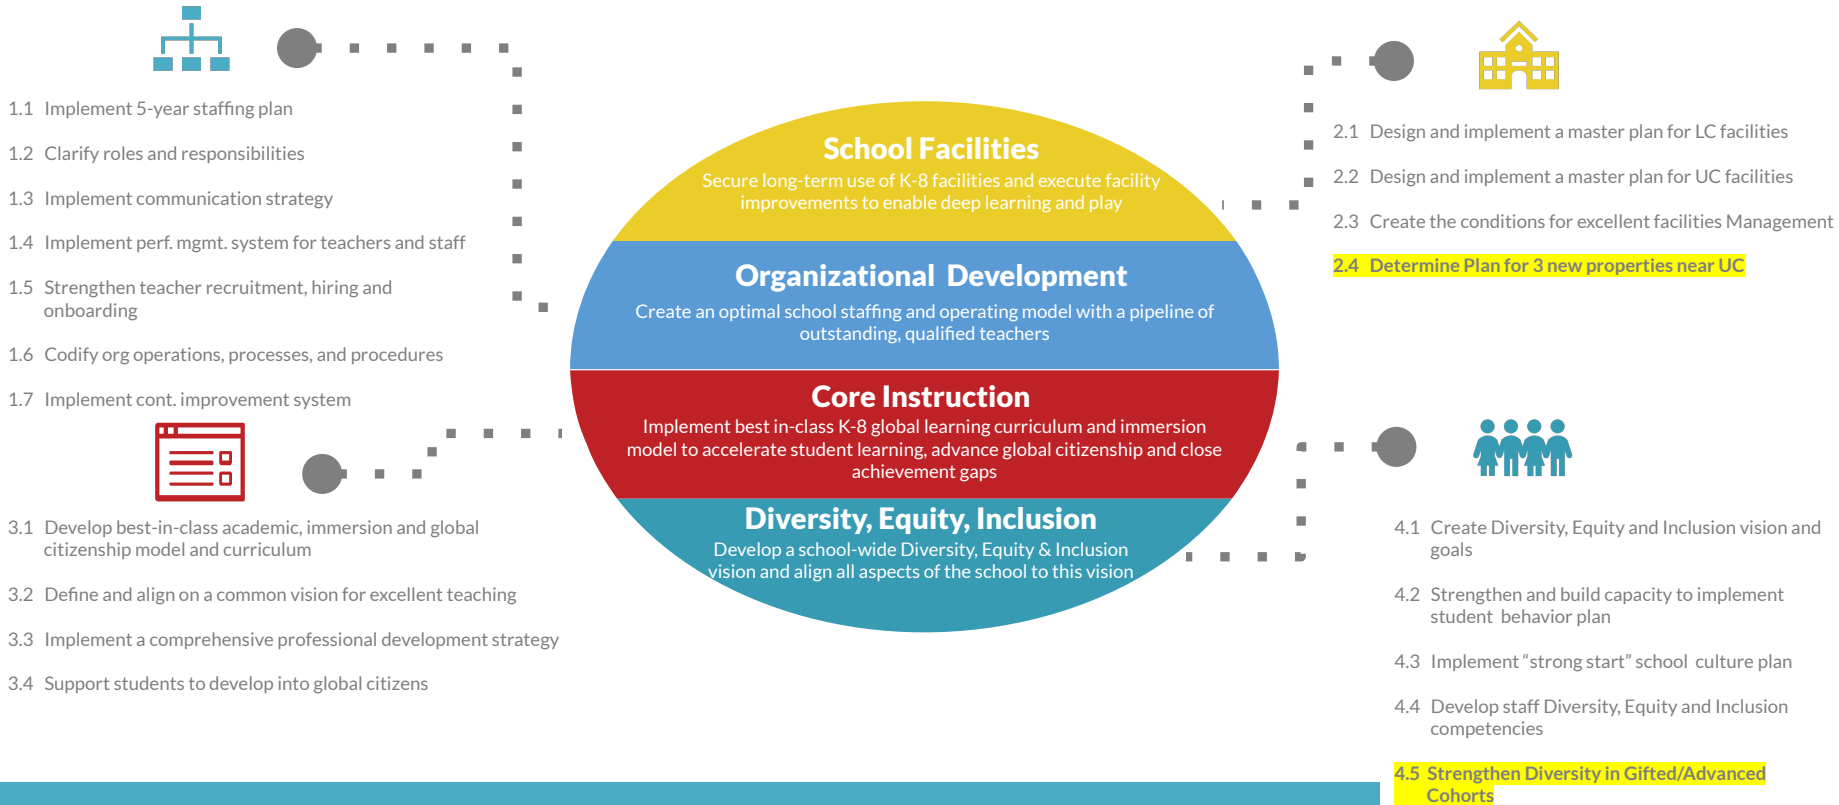 1.1 Implement 5-year staffing plan
1.2 Clarify roles and responsibilities
1.3 Implement communication strategy
1.4 Implement perf. mgmt. system for teachers and staff
1.5 Strengthen teacher recruitment, hiring and
onboarding
1.6 Codify org operations, processes, and procedures
1.7 Implement cont. improvement system
3.1 Develop best-in-class academic, immersion and global
citizenship model and curriculum
3.2 Define and align on a common vision for excellent teaching
3.3 Implement a comprehensive professional development strategy
3.4 Support students to develop into global citizens
School Facilities
Secure long-term use of K-8 facilities and execute facility
improvements to enable deep learning and play
Organizational Development
Create an optimal school staffing and operating model with a pipeline of
outstanding, qualified teachers
Core Instruction
Implement best in-class K-8 global learning curriculum and immersion
model to accelerate student learning, advance global citizenship and close
achievement gaps
Diversity, Equity, Inclusion
Develop a school-wide Diversity, Equity & Inclusion
vision and align all aspects of the school to this vision
2.1 Design and implement a master plan for LC facilities
2.2 Design and implement a master plan for UC facilities
2.3 Create the conditions for excellent facilities Management
2.4 Determine Plan for 3 new properties near UC
4.1 Create Diversity, Equity and Inclusion vision and
goals
4.2 Strengthen and build capacity to implement
student behavior plan
4.3 Implement “strong start” school culture plan
4.4 Develop staff Diversity, Equity and Inclusion
competencies
4.5 Strengthen Diversity in Gifted/Advanced
Cohorts